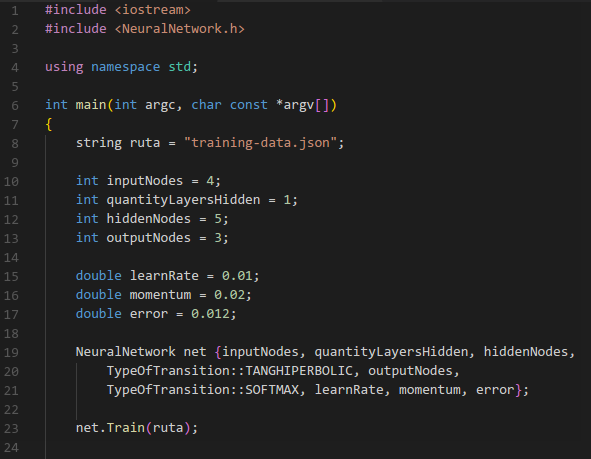 1 #include <iostream>
2 #include <NeuralNetwork.h>
3
4 using namespace std;
5
6 int main(int argc, char const *argv[])
7 {
8 string ruta = "training-data.json";
9
10 int inputNodes = 4;
11 int quantityLayersHidden = 1;
12 int hiddenNodes = 5;
13 int outputNodes = 3;
14
15 double learnRate = 0.01;
16 double momentum = 0.02;
17 double error = 0.012;
18
19 NeuralNetwork net {inputNodes, quantityLayersHidden, hiddenNodes,
20 TypeOfTransition::TANGHIPERBOLIC, outputNodes,
21 TypeOfTransition::SOFTMAX, learnRate, momentum, error};
22
23 net.Train(ruta);
24